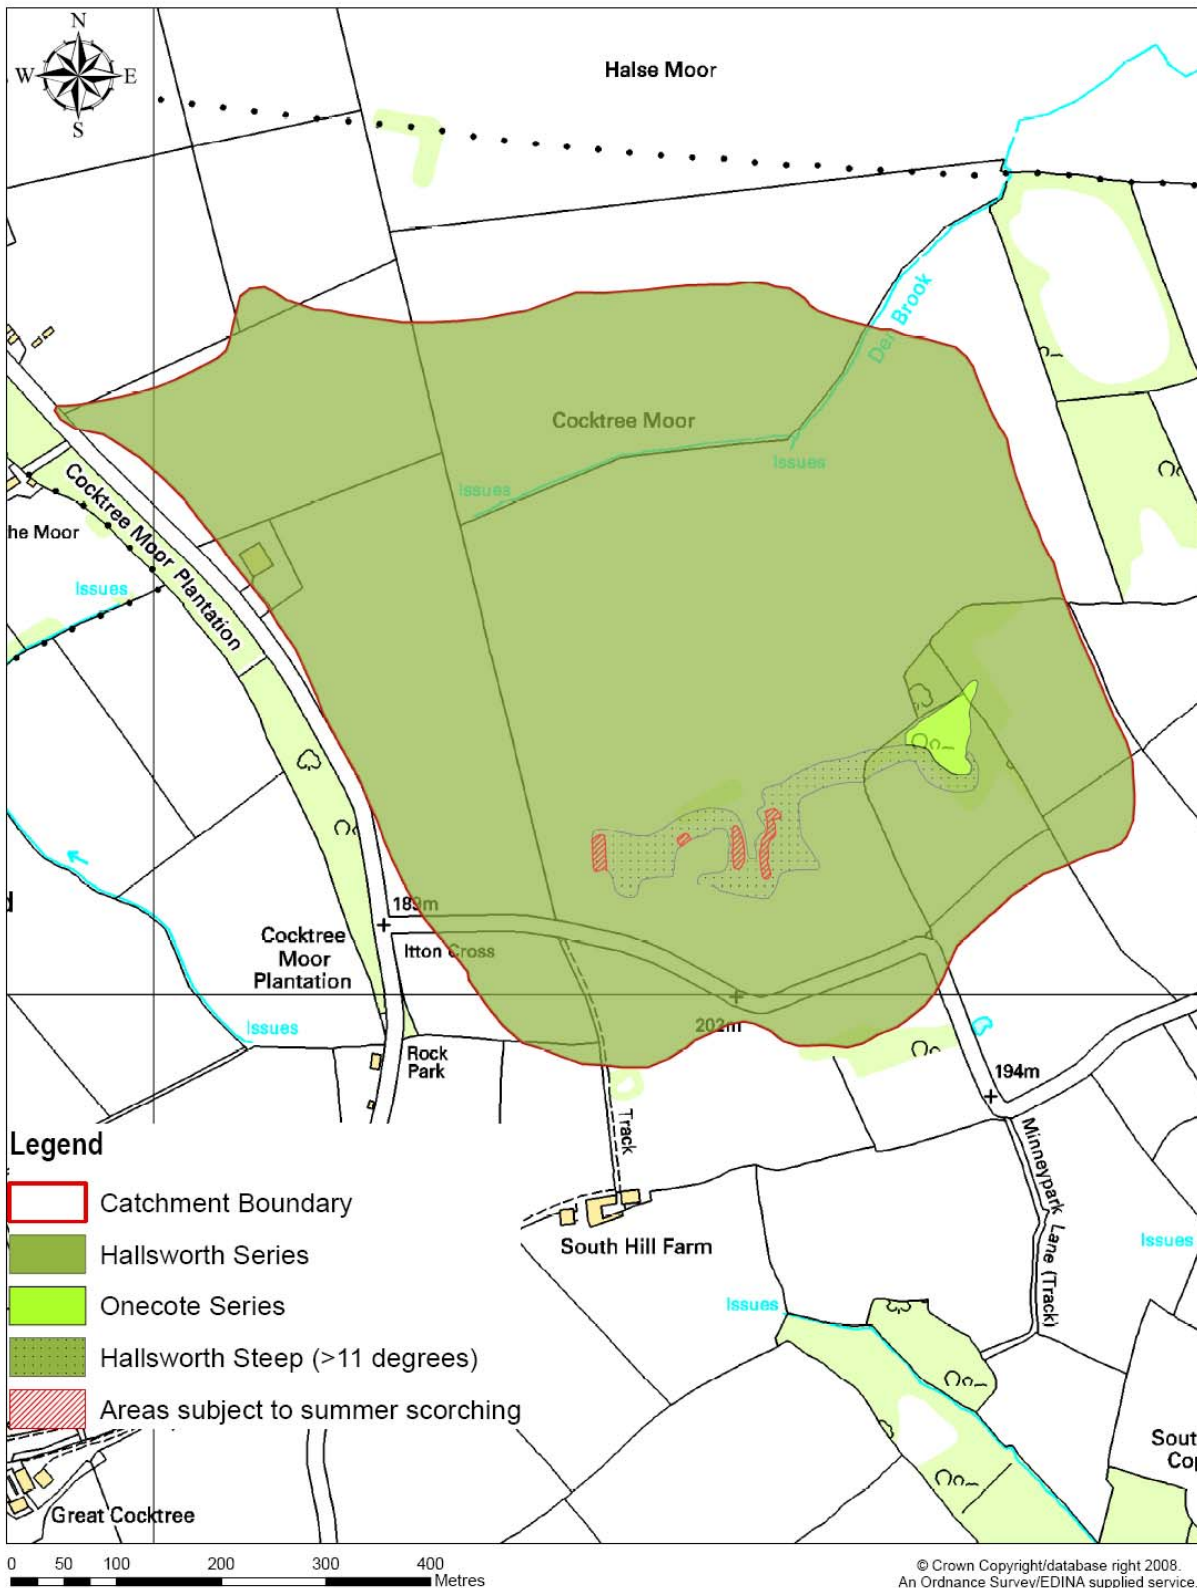 N
W
E
S
Halse Moor
Den Brook
Cocktree Moor
Issues
Issues
Cocktree Moor Plantation
he Moor
Issues
189m
Itton Cross
Cocktree
Moor
Plantation
202m
Issues
Rock
Park
194m
Track
Minneypark Lane (Track)
South Hill Farm
Issues
Issues
Legend
Catchment Boundary
Hallsworth Series
Onecote Series
Hallsworth Steep (>11 degrees)
Areas subject to summer scorching
Sout
Co
Great Cocktree
0 50 100 200 300 400
Metres
© Crown Copyright/database right 2008.
An Ordnance Survey/EDINA supplied service.